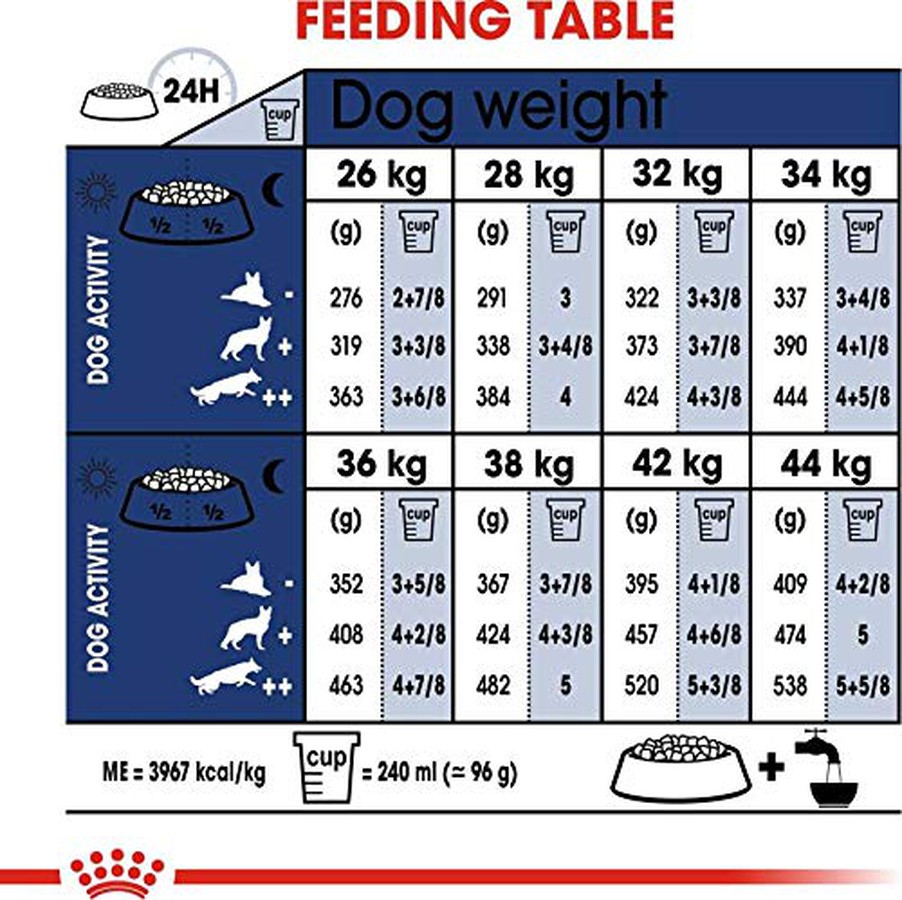 FEEDING TABLE
24H
cup
Dog weight
26 kg 28 kg 32 kg 34 kg
½ ½
(g) cup (g) cup (g) cup (g) cup
DOG ACTIVITY
- 276 2+7/8 291 3 322 3+3/8 337 3+4/8
+ 319 3+3/8 338 3+4/8 373 3+7/8 390 4+1/8
++ 363 3+6/8 384 4 424 4+3/8 444 4+5/8
36 kg 38 kg 42 kg 44 kg
½ ½
(g) cup (g) cup (g) cup (g) cup
DOG ACTIVITY
- 352 3+5/8 367 3+7/8 395 4+1/8 409 4+2/8
+ 408 4+2/8 424 4+3/8 457 4+6/8 474 5
++ 463 4+7/8 482 5 520 5+3/8 538 5+5/8
ME = 3967 kcal/kg cup = 240 ml (≃ 96 g) +